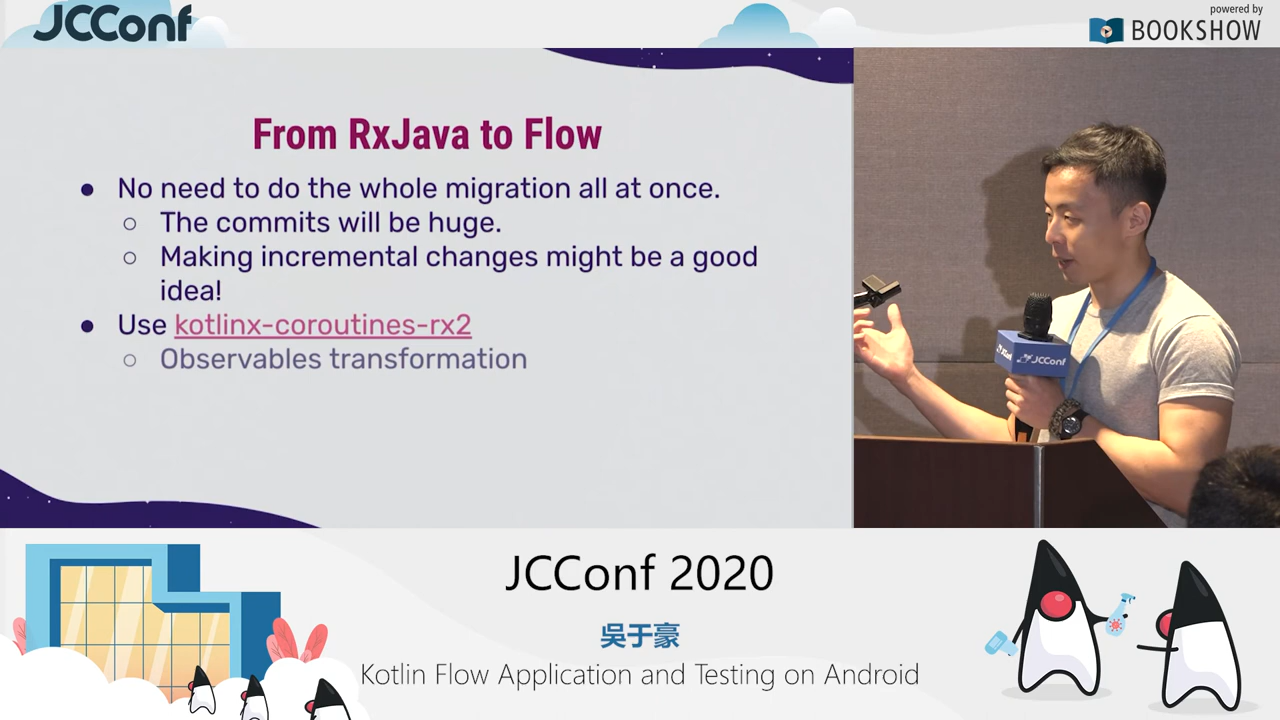 JCConf
powered by
BOOKSHOW
From RxJava to Flow
● No need to do the whole migration all at once.
○ The commits will be huge.
○ Making incremental changes might be a good
idea!
● Use kotlinx-coroutines-rx2
○ Observables transformation
JCConf
JCConf
JCConf 2020
吳于豪
Kotlin Flow Application and Testing on Android